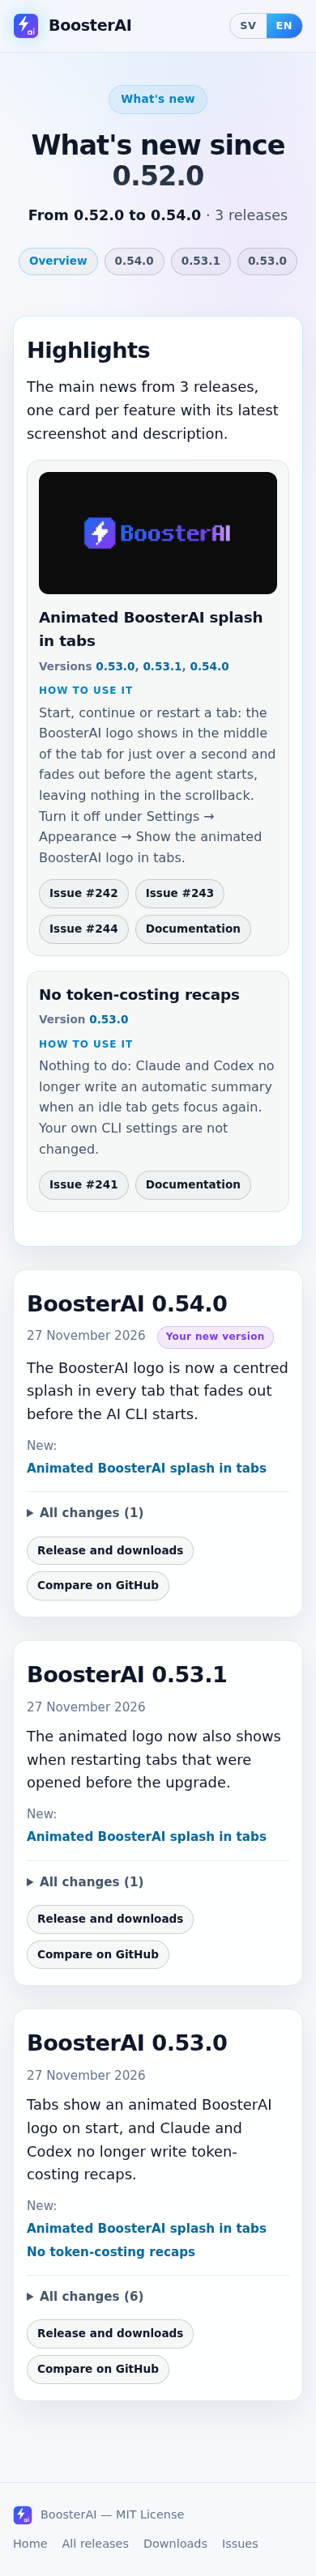 ai BoosterAI SV EN
What's new
What's new since
0.52.0
From 0.52.0 to 0.54.0 · 3 releases
Overview 0.54.0 0.53.1 0.53.0
Highlights
The main news from 3 releases,
one card per feature with its latest
screenshot and description.
BoosterAI
Animated BoosterAI splash
in tabs
Versions 0.53.0, 0.53.1, 0.54.0
HOW TO USE IT
Start, continue or restart a tab: the
BoosterAI logo shows in the middle
of the tab for just over a second and
fades out before the agent starts,
leaving nothing in the scrollback.
Turn it off under Settings →
Appearance → Show the animated
BoosterAI logo in tabs.
Issue #242 Issue #243
Issue #244 Documentation
No token-costing recaps
Version 0.53.0
HOW TO USE IT
Nothing to do: Claude and Codex no
longer write an automatic summary
when an idle tab gets focus again.
Your own CLI settings are not
changed.
Issue #241 Documentation
BoosterAI 0.54.0
27 November 2026 Your new version
The BoosterAI logo is now a centred
splash in every tab that fades out
before the AI CLI starts.
New:
Animated BoosterAI splash in tabs
▶ All changes (1)
Release and downloads
Compare on GitHub
BoosterAI 0.53.1
27 November 2026
The animated logo now also shows
when restarting tabs that were
opened before the upgrade.
New:
Animated BoosterAI splash in tabs
▶ All changes (1)
Release and downloads
Compare on GitHub
BoosterAI 0.53.0
27 November 2026
Tabs show an animated BoosterAI
logo on start, and Claude and
Codex no longer write token-
costing recaps.
New:
Animated BoosterAI splash in tabs
No token-costing recaps
▶ All changes (6)
Release and downloads
Compare on GitHub
ai BoosterAI — MIT License
Home All releases Downloads Issues